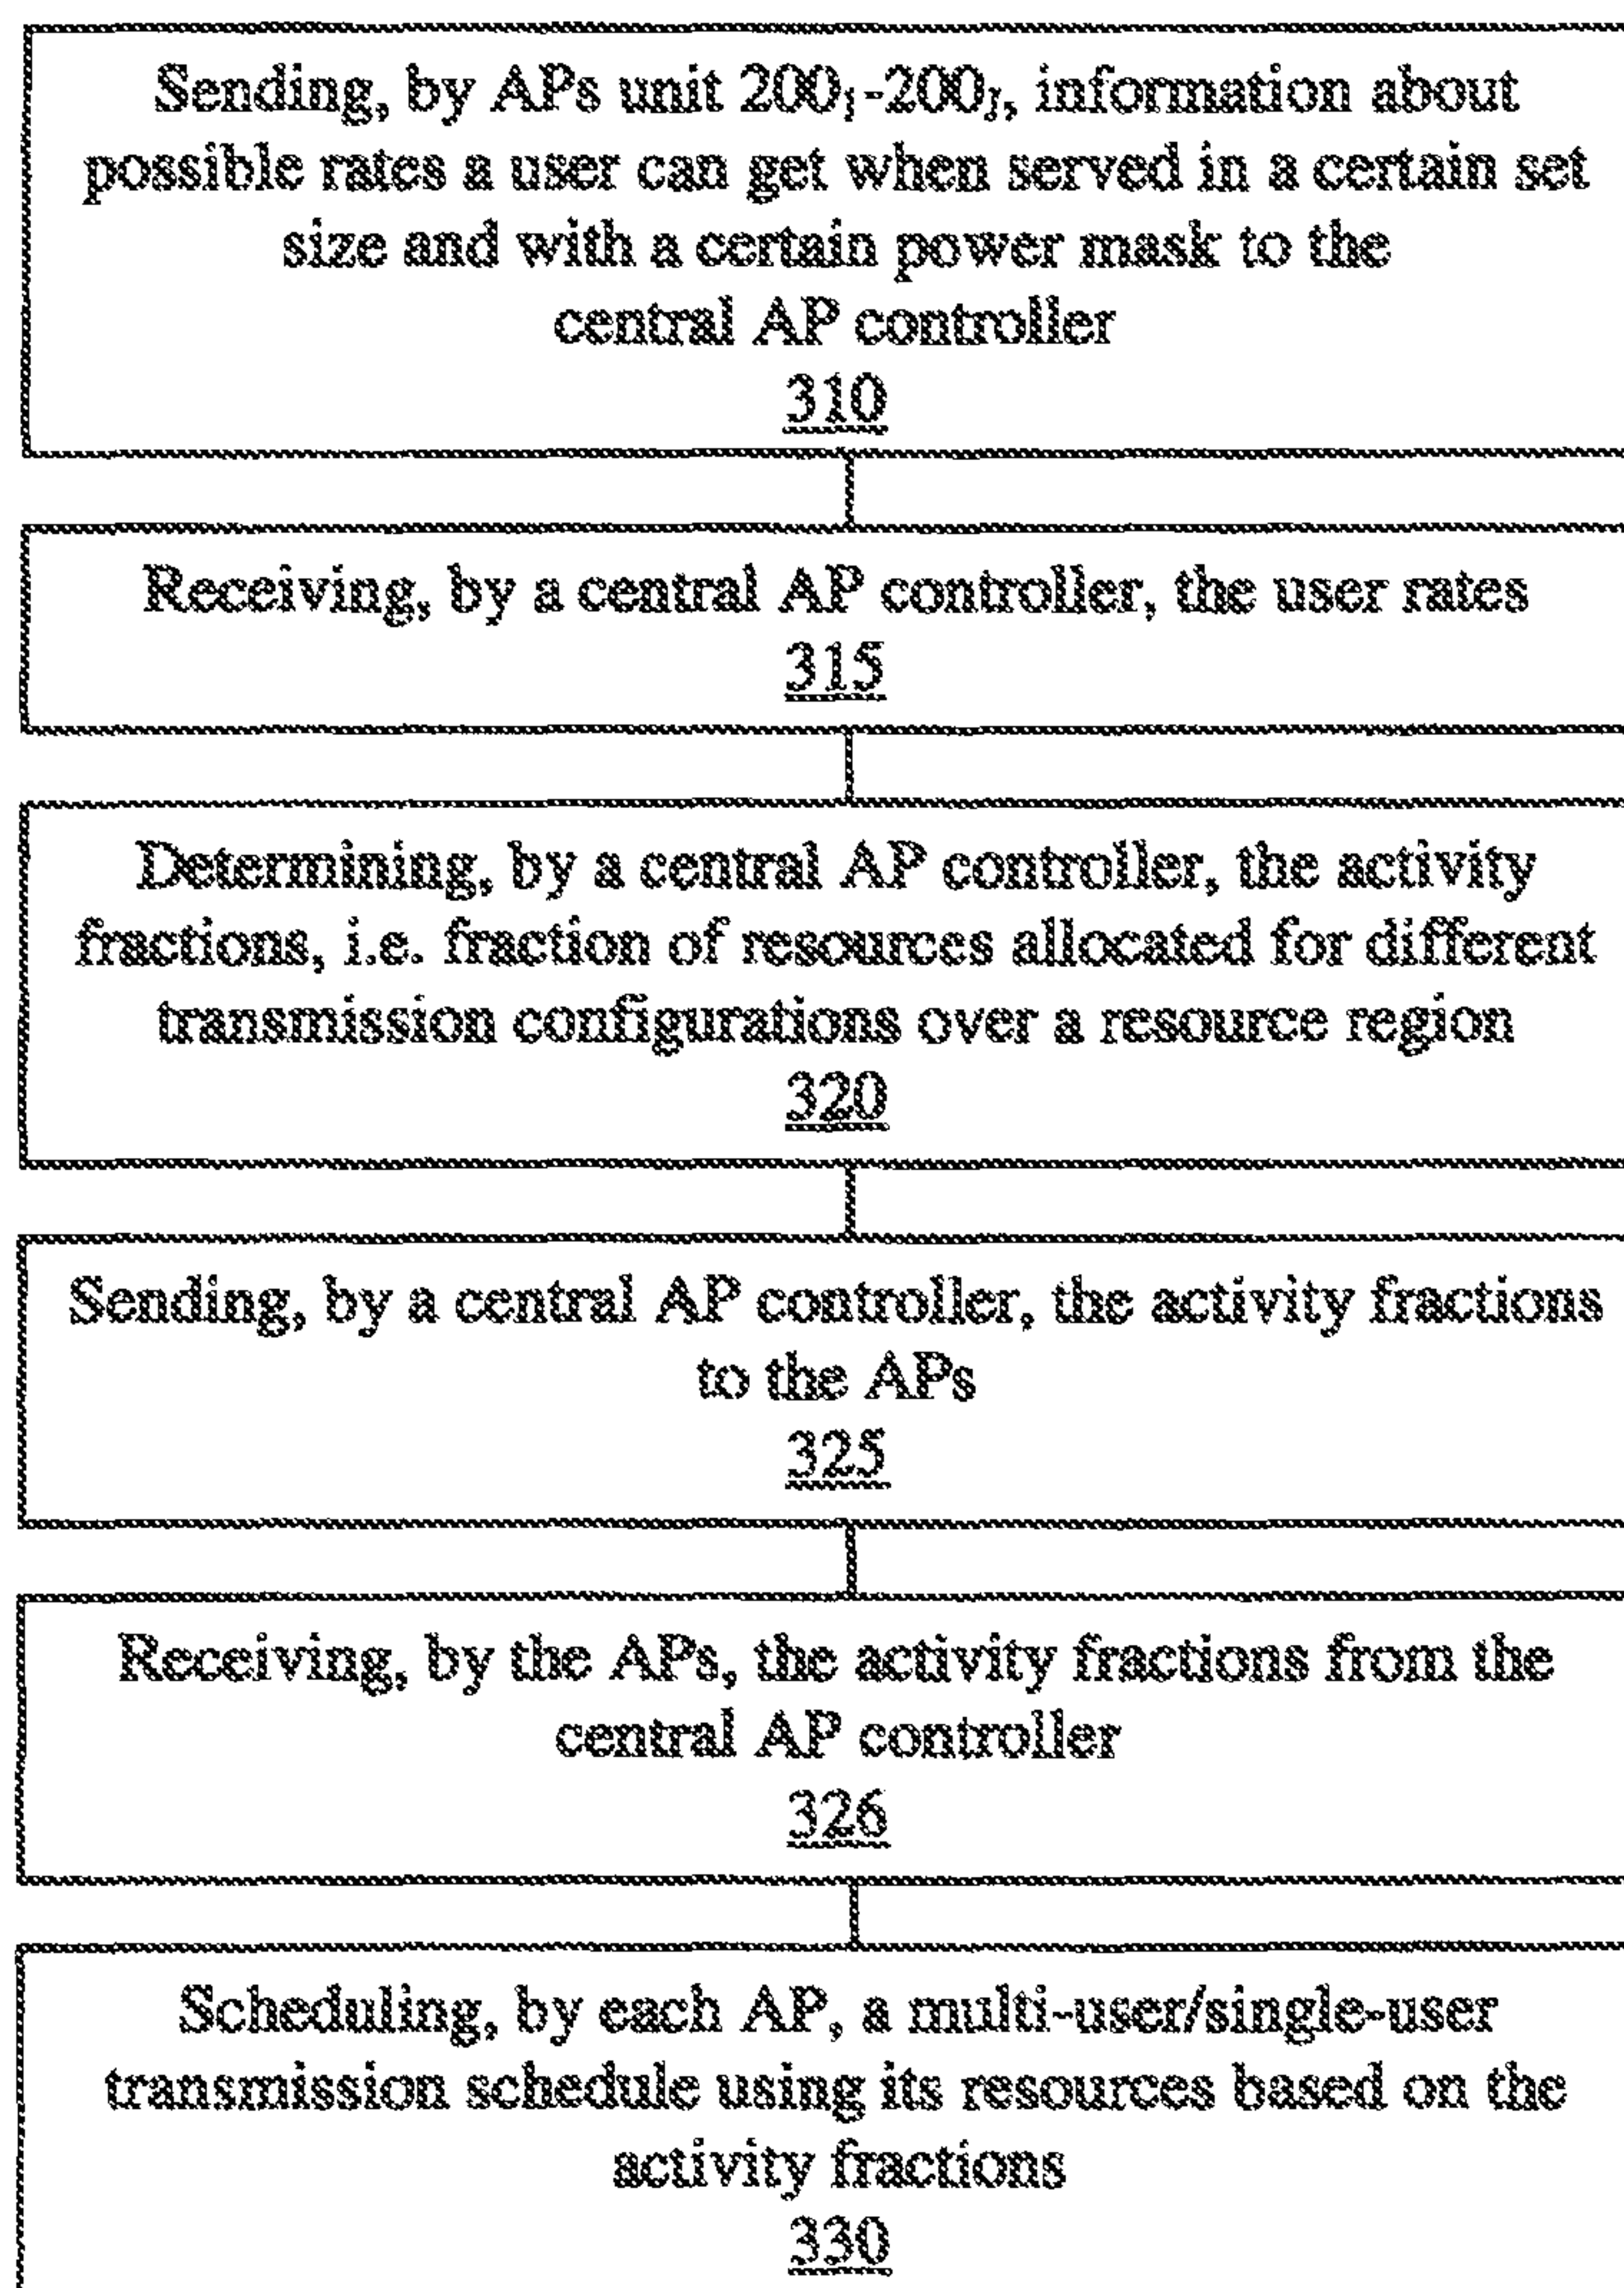 Sending, by APs unit 200₁-200J, information about
possible rates a user can get when served in a certain set
size and with a certain power mask to the
central AP controller
310
Receiving, by a central AP controller, the user rates
315
Determining, by a central AP controller, the activity
fractions, i.e. fraction of resources allocated for different
transmission configurations over a resource region
320
Sending, by a central AP controller, the activity fractions
to the APs
325
Receiving, by the APs, the activity fractions from the
central AP controller
326
Scheduling, by each AP, a multi-user/single-user
transmission schedule using its resources based on the
activity fractions
330